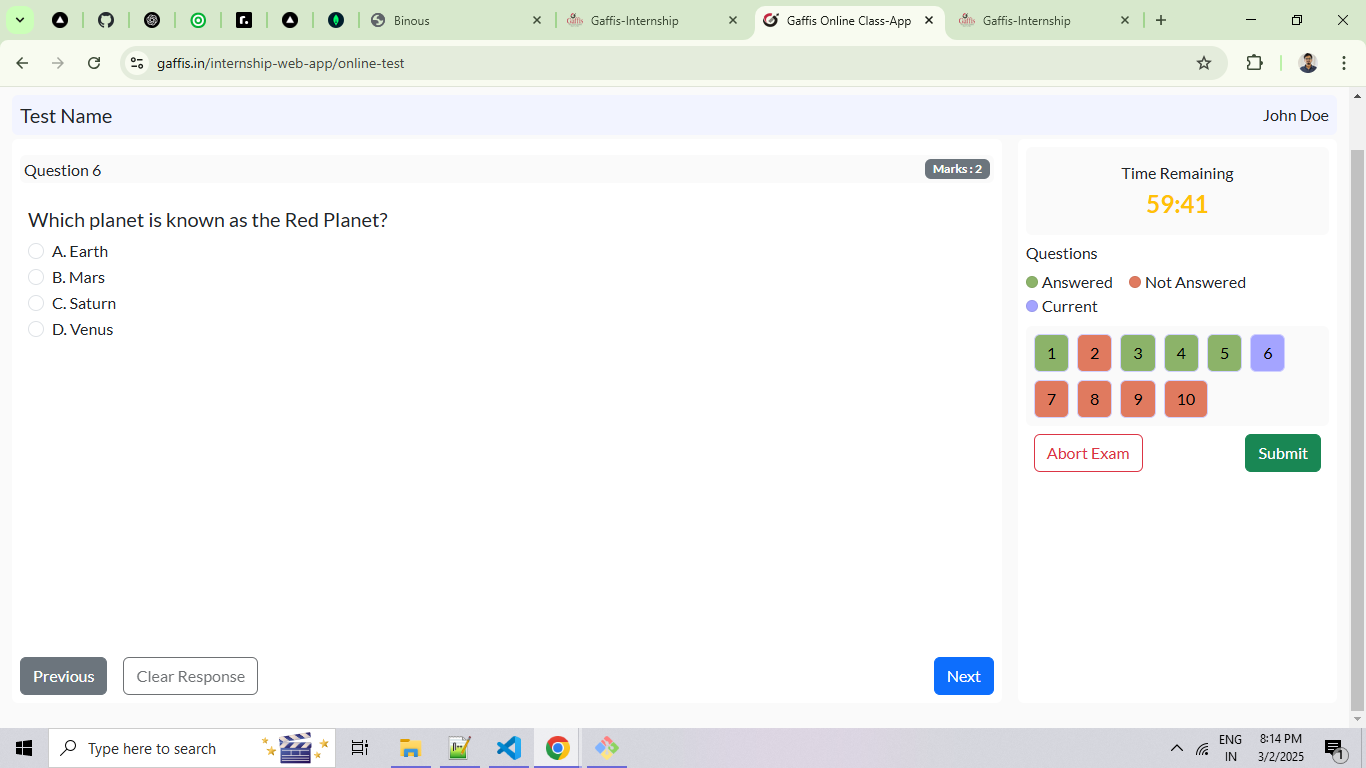 Binous
Gaffis-Internship
Gaffis Online Class-App
Gaffis-Internship
gaffis.in/internship-web-app/online-test
Test Name
John Doe
Question 6
Marks : 2
Which planet is known as the Red Planet?
A. Earth
B. Mars
C. Saturn
D. Venus
Previous
Clear Response
Next
Time Remaining
59:41
Questions
Answered
Not Answered
Current
1 2 3 4 5 6
7 8 9 10
Abort Exam
Submit
Type here to search
ENG
IN
8:14 PM
3/2/2025
1